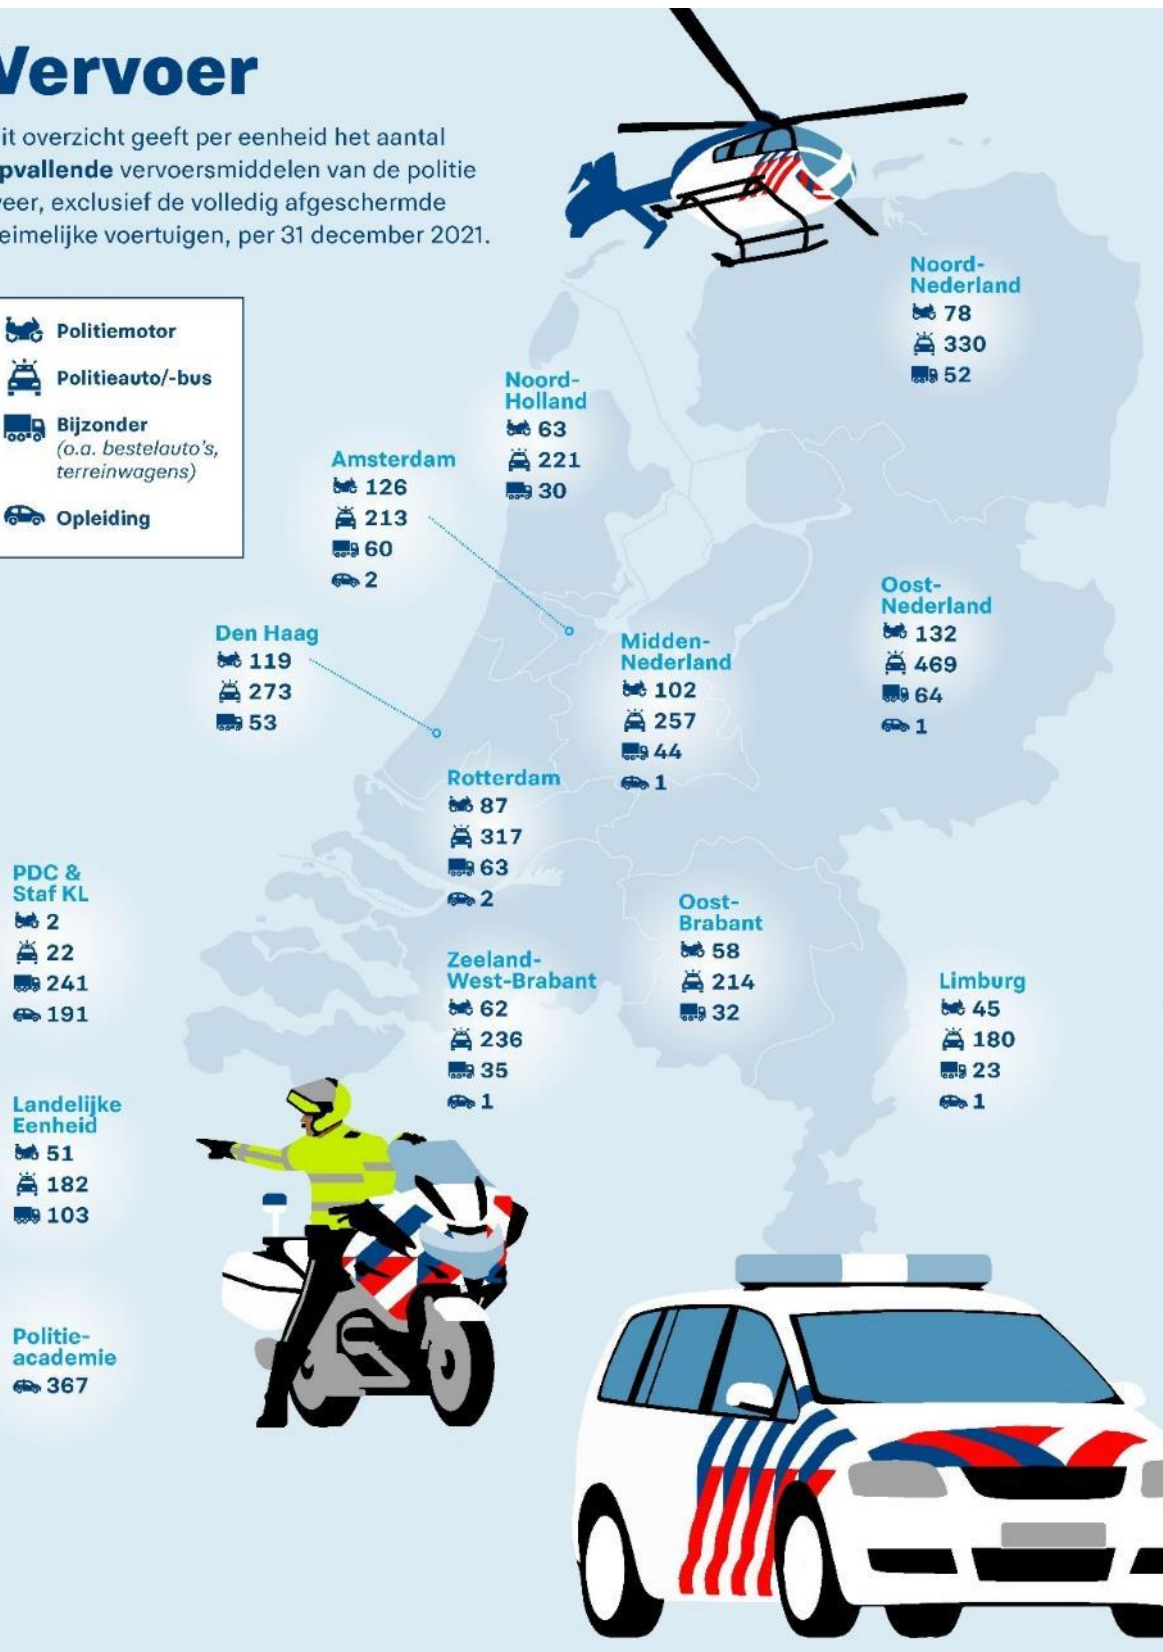 Vervoer
it overzicht geeft per eenheid het aantal
pvallende vervoersmiddelen van de politie
veer, exclusief de volledig afgeschermde
eimelijke voertuigen, per 31 december 2021.
Politiemotor
Politieauto/-bus
Bijzonder
(o.a. bestelauto's,
terreinwagens)
Opleiding
Noord-
Nederland
78
330
52
Noord-
Holland
63
221
30
Amsterdam
126
213
60
2
Oost-
Nederland
132
469
64
1
Den Haag
119
273
53
Midden-
Nederland
102
257
44
1
Rotterdam
87
317
63
2
PDC &
Staf KL
2
22
241
191
Oost-
Brabant
58
214
32
Zeeland-
West-Brabant
62
236
35
1
Limburg
45
180
23
1
Landelijke
Eenheid
51
182
103
Politie-
academie
367